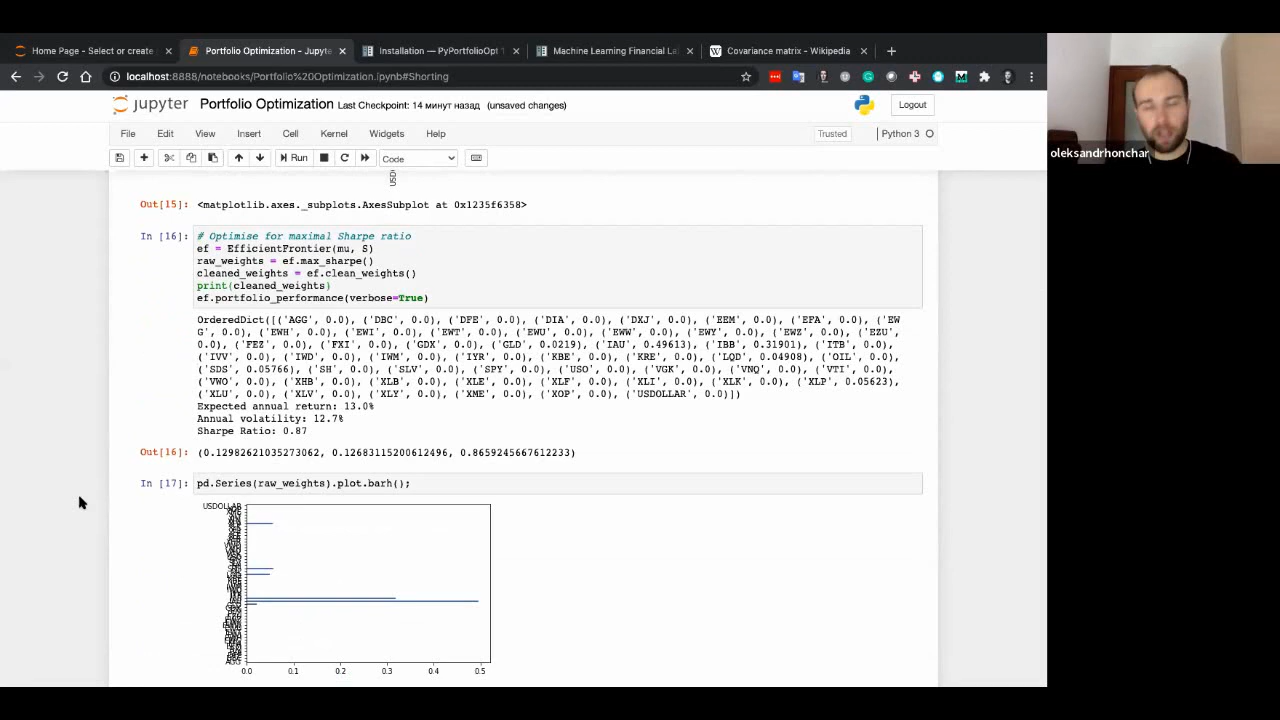 Home Page - Select or create
Portfolio Optimization - Jupyte
Installation — PyPortfolioOpt
Machine Learning Financial La
Covariance matrix - Wikipedia
localhost:8888/notebooks/Portfolio%20Optimization.ipynb#Shorting
jupyter Portfolio Optimization Last Checkpoint: 14 минут назад (unsaved changes)
Logout
File Edit View Insert Cell Kernel Widgets Help
Trusted Python 3
Run Code
oleksandrhonchar
USD
Out[15]: <matplotlib.axes._subplots.AxesSubplot at 0x1235f6358>
In [16]: # Optimise for maximal Sharpe ratio
ef = EfficientFrontier(mu, S)
raw_weights = ef.max_sharpe()
cleaned_weights = ef.clean_weights()
print(cleaned_weights)
ef.portfolio_performance(verbose=True)
OrderedDict([('AGG', 0.0), ('DBC', 0.0), ('DFE', 0.0), ('DIA', 0.0), ('DXJ', 0.0), ('EEM', 0.0), ('EFA', 0.0), ('EW
G', 0.0), ('EWH', 0.0), ('EWI', 0.0), ('EWT', 0.0), ('EWU', 0.0), ('EWW', 0.0), ('EWY', 0.0), ('EWZ', 0.0), ('EZU',
0.0), ('FEZ', 0.0), ('FXI', 0.0), ('GDX', 0.0), ('GLD', 0.0219), ('IAU', 0.49613), ('IBB', 0.31901), ('ITB', 0.0),
('IVV', 0.0), ('IWD', 0.0), ('IWM', 0.0), ('IYR', 0.0), ('KBE', 0.0), ('KRE', 0.0), ('LQD', 0.04908), ('OIL', 0.0),
('SDS', 0.05766), ('SH', 0.0), ('SLV', 0.0), ('SPY', 0.0), ('USO', 0.0), ('VGK', 0.0), ('VNQ', 0.0), ('VTI', 0.0),
('VWO', 0.0), ('XHB', 0.0), ('XLB', 0.0), ('XLE', 0.0), ('XLF', 0.0), ('XLI', 0.0), ('XLK', 0.0), ('XLP', 0.05623),
('XLU', 0.0), ('XLV', 0.0), ('XLY', 0.0), ('XME', 0.0), ('XOP', 0.0), ('USDOLLAR', 0.0)])
Expected annual return: 13.0%
Annual volatility: 12.7%
Sharpe Ratio: 0.87
Out[16]: (0.12982621035273062, 0.12683115200612496, 0.8659245667612233)
In [17]: pd.Series(raw_weights).plot.barh();
USDOLLAR
AGG
0.0 0.1 0.2 0.3 0.4 0.5